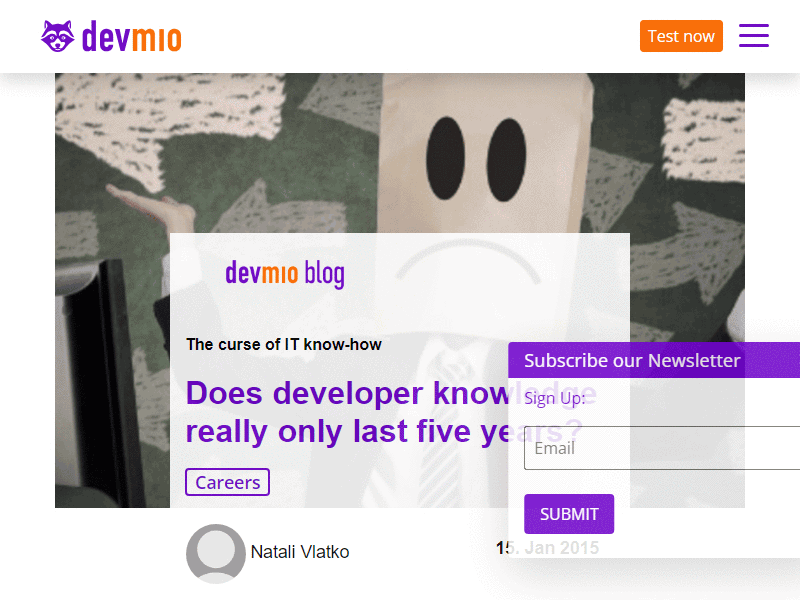 devmio
Test now
devmio blog
The curse of IT know-how
Does developer knowledge
really only last five years?
Careers
Natali Vlatko
15. Jan 2015
Subscribe our Newsletter
Sign Up:
Email
SUBMIT